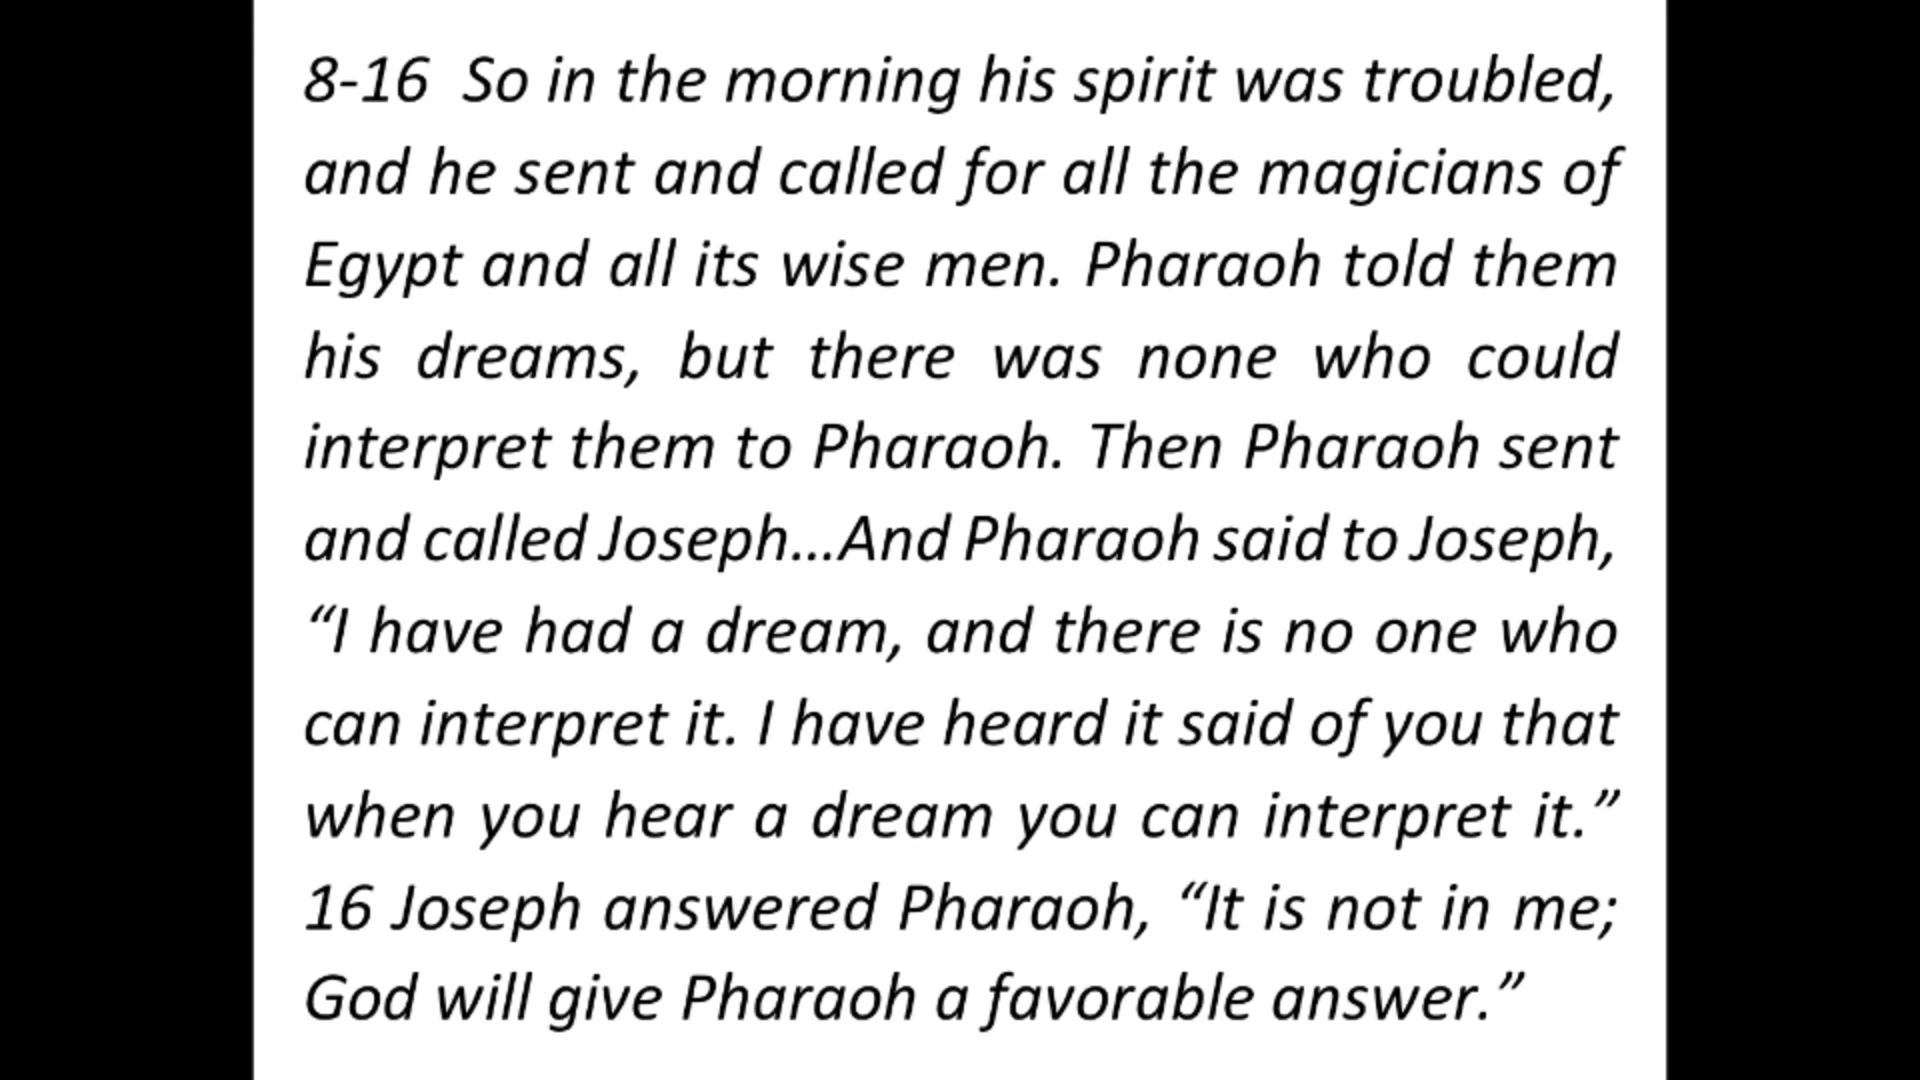 8-16  So in the morning his spirit was troubled,
and he sent and called for all the magicians of
Egypt and all its wise men. Pharaoh told them
his dreams, but there was none who could
interpret them to Pharaoh. Then Pharaoh sent
and called Joseph...And Pharaoh said to Joseph,
“I have had a dream, and there is no one who
can interpret it. I have heard it said of you that
when you hear a dream you can interpret it.”
16 Joseph answered Pharaoh, “It is not in me;
God will give Pharaoh a favorable answer.”